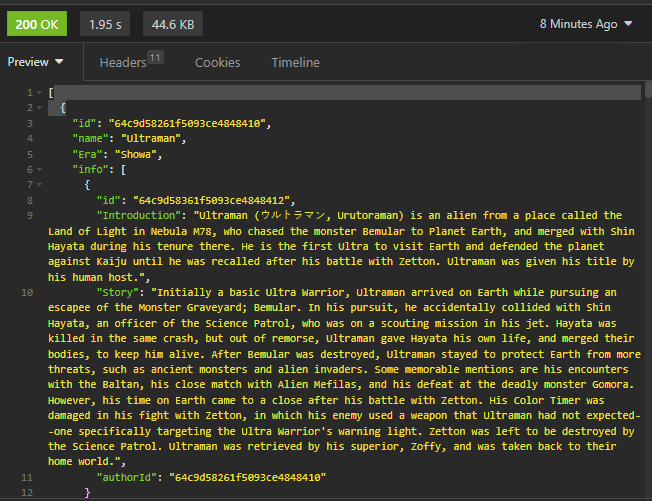 200 OK 1.95 s 44.6 KB 8 Minutes Ago
Preview Headers 11 Cookies Timeline
1 [
2 {
3 "id": "64c9d58261f5093ce4848410",
4 "name": "Ultraman",
5 "Era": "Showa",
6 "info": [
7 {
8 "id": "64c9d58361f5093ce4848412",
9 "Introduction": "Ultraman (ウルトラマン, Urutoraman) is an alien from a place called the
Land of Light in Nebula M78, who chased the monster Bemular to Planet Earth, and merged with Shin
Hayata during his tenure there. He is the first Ultra to visit Earth and defended the planet
against Kaiju until he was recalled after his battle with Zetton. Ultraman was given his title by
his human host.",
10 "Story": "Initially a basic Ultra Warrior, Ultraman arrived on Earth while pursuing an
escapee of the Monster Graveyard; Bemular. In his pursuit, he accidentally collided with Shin
Hayata, an officer of the Science Patrol, who was on a scouting mission in his jet. Hayata was
killed in the same crash, but out of remorse, Ultraman gave Hayata his own life, and merged their
bodies, to keep him alive. After Bemular was destroyed, Ultraman stayed to protect Earth from more
threats, such as ancient monsters and alien invaders. Some memorable mentions are his encounters
with the Baltan, his close match with Alien Mefilas, and his defeat at the deadly monster Gomora.
However, his time on Earth came to a close after his battle with Zetton. His Color Timer was
damaged in his fight with Zetton, in which his enemy used a weapon that Ultraman had not expected-
-one specifically targeting the Ultra Warrior's warning light. Zetton was left to be destroyed by
the Science Patrol. Ultraman was retrieved by his superior, Zoffy, and was taken back to their
home world.",
11 "authorId": "64c9d58261f5093ce4848410"
12 }